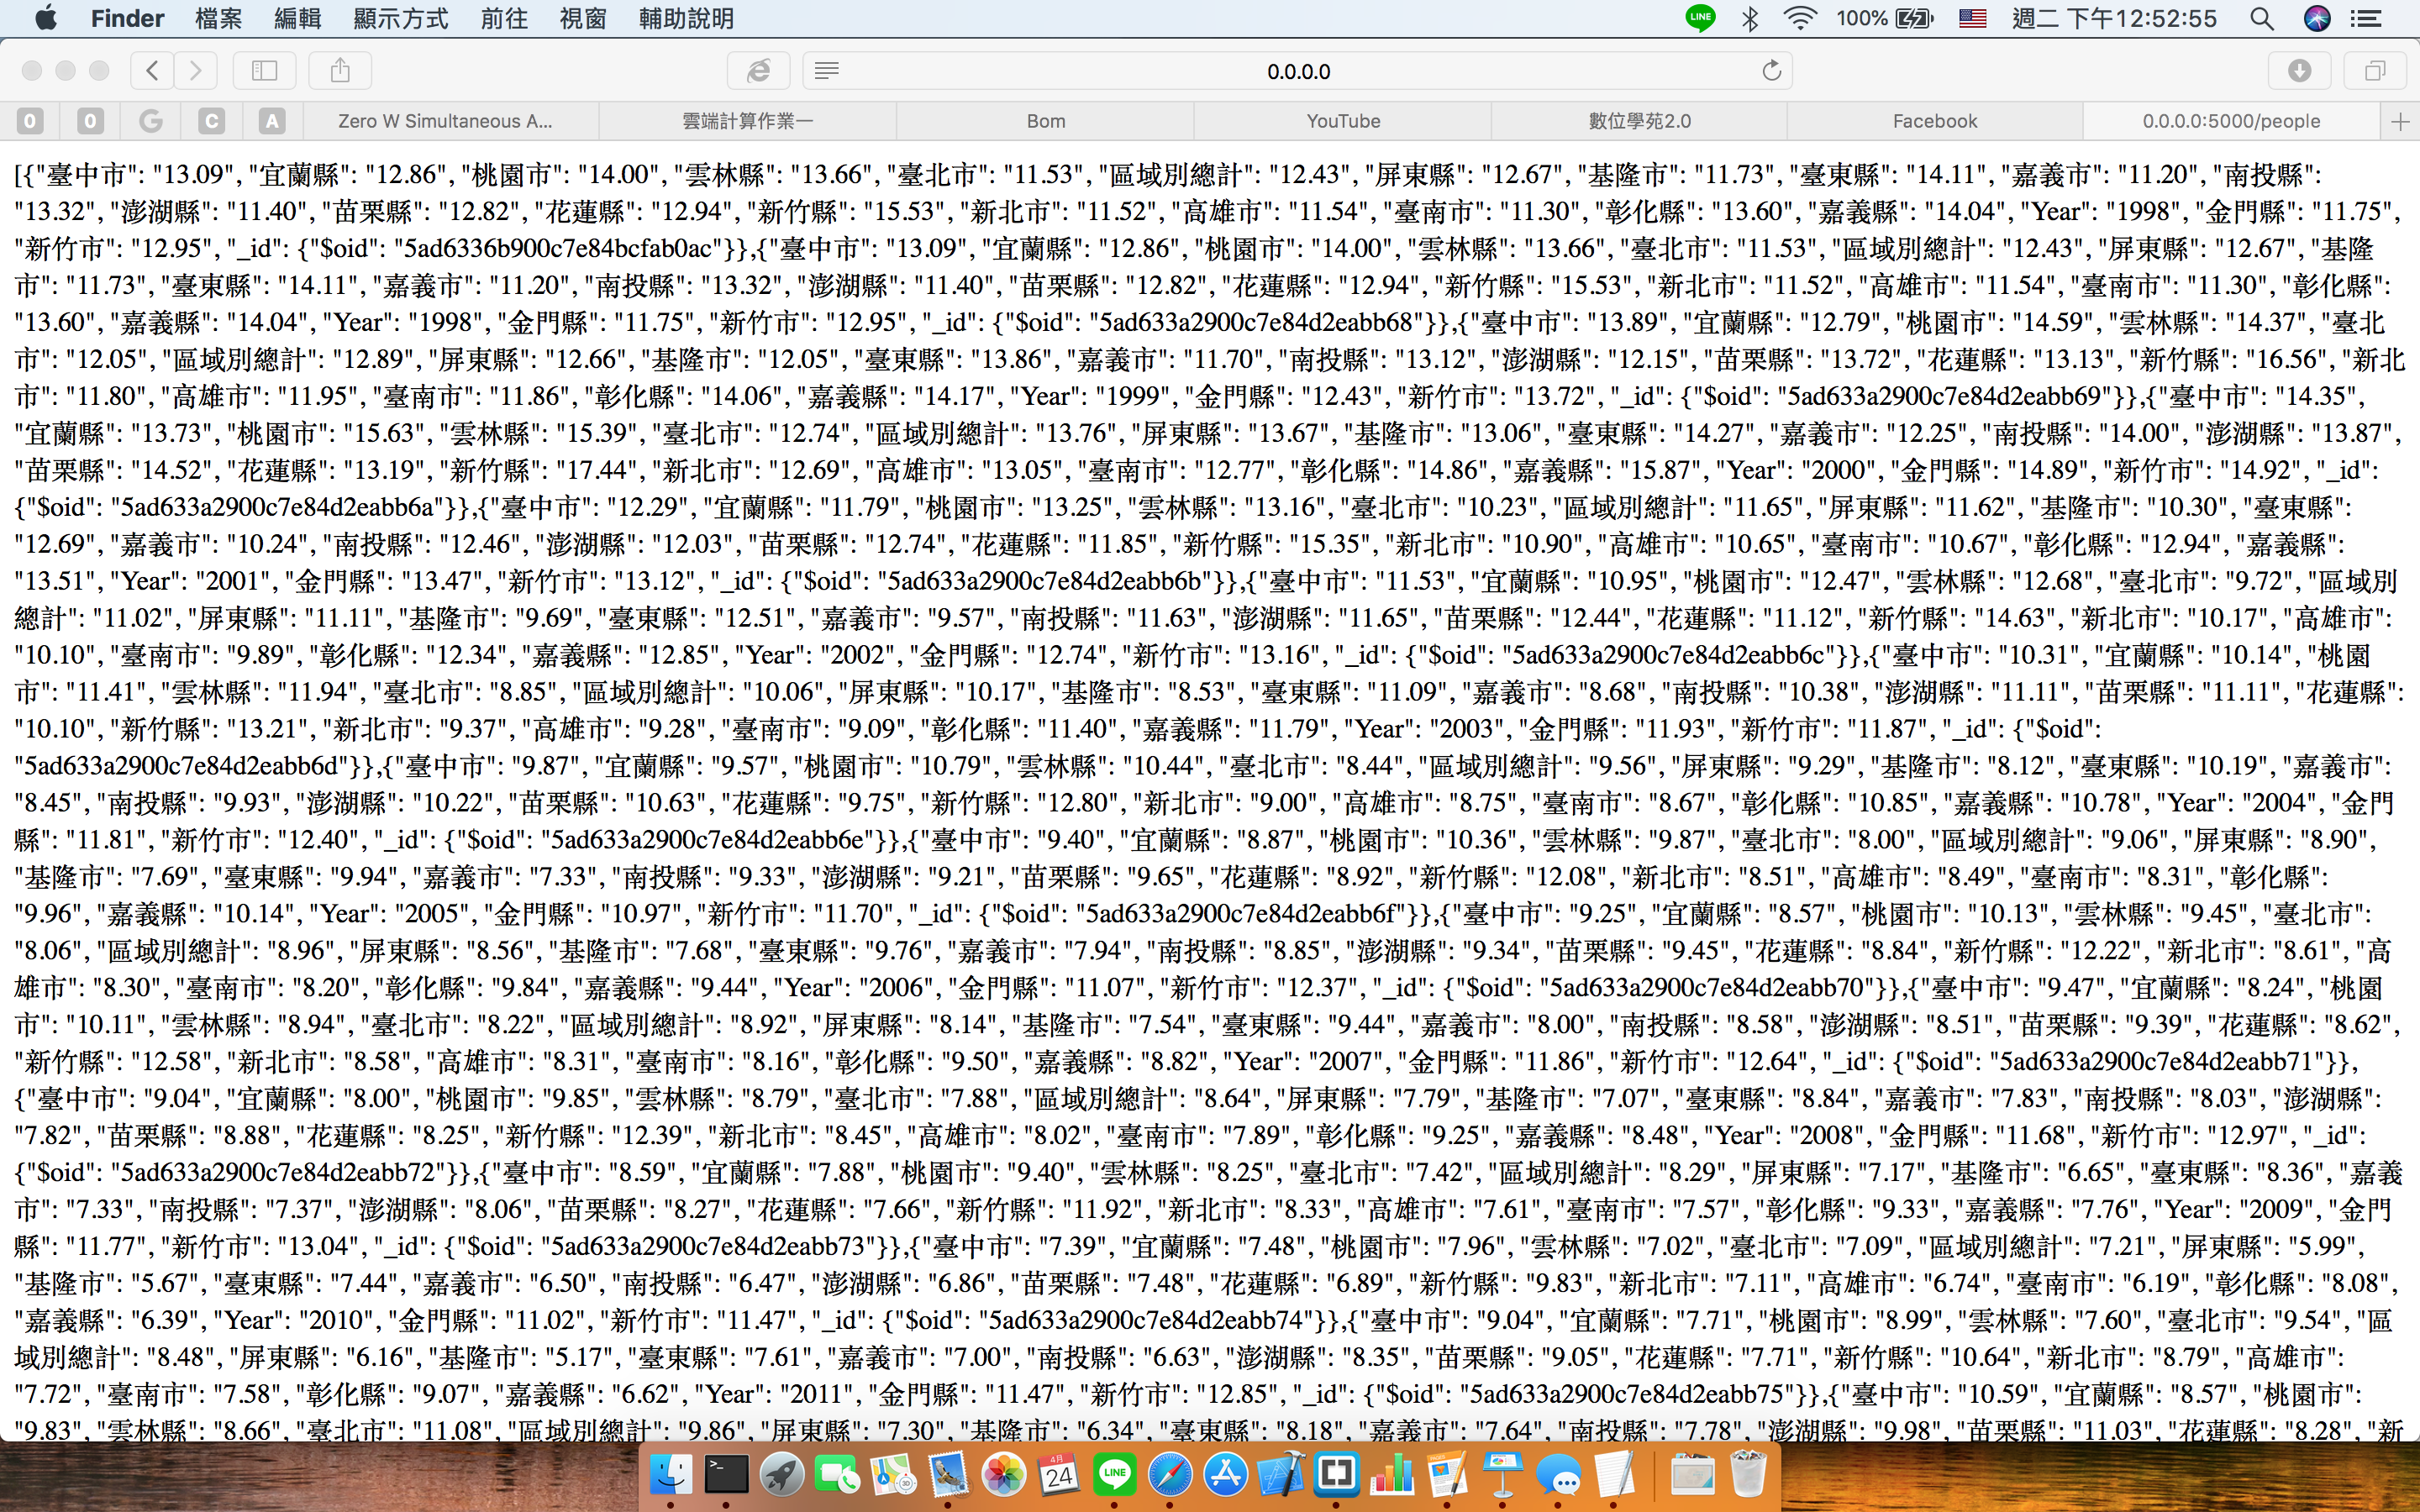 Finder 檔案 編輯 顯示方式 前往 視窗 輔助說明 LINE 100% 週二 下午12:52:55
0.0.0.0
0 0 G C A Zero W Simultaneous A... 雲端計算作業一 Bom YouTube 數位學苑2.0 Facebook 0.0.0.0:5000/people
[{"臺中市": "13.09", "宜蘭縣": "12.86", "桃園市": "14.00", "雲林縣": "13.66", "臺北市": "11.53", "區域別總計": "12.43", "屏東縣": "12.67", "基隆市": "11.73", "臺東縣": "14.11", "嘉義市": "11.20", "南投縣":
"13.32", "澎湖縣": "11.40", "苗栗縣": "12.82", "花蓮縣": "12.94", "新竹縣": "15.53", "新北市": "11.52", "高雄市": "11.54", "臺南市": "11.30", "彰化縣": "13.60", "嘉義縣": "14.04", "Year": "1998", "金門縣": "11.75",
"新竹市": "12.95", "_id": {"$oid": "5ad6336b900c7e84bcfab0ac"}},{"臺中市": "13.09", "宜蘭縣": "12.86", "桃園市": "14.00", "雲林縣": "13.66", "臺北市": "11.53", "區域別總計": "12.43", "屏東縣": "12.67", "基隆
市": "11.73", "臺東縣": "14.11", "嘉義市": "11.20", "南投縣": "13.32", "澎湖縣": "11.40", "苗栗縣": "12.82", "花蓮縣": "12.94", "新竹縣": "15.53", "新北市": "11.52", "高雄市": "11.54", "臺南市": "11.30", "彰化縣":
"13.60", "嘉義縣": "14.04", "Year": "1998", "金門縣": "11.75", "新竹市": "12.95", "_id": {"$oid": "5ad633a2900c7e84d2eabb68"}},{"臺中市": "13.89", "宜蘭縣": "12.79", "桃園市": "14.59", "雲林縣": "14.37", "臺北
市": "12.05", "區域別總計": "12.89", "屏東縣": "12.66", "基隆市": "12.05", "臺東縣": "13.86", "嘉義市": "11.70", "南投縣": "13.12", "澎湖縣": "12.15", "苗栗縣": "13.72", "花蓮縣": "13.13", "新竹縣": "16.56", "新北
市": "11.80", "高雄市": "11.95", "臺南市": "11.86", "彰化縣": "14.06", "嘉義縣": "14.17", "Year": "1999", "金門縣": "12.43", "新竹市": "13.72", "_id": {"$oid": "5ad633a2900c7e84d2eabb69"}},{"臺中市": "14.35",
"宜蘭縣": "13.73", "桃園市": "15.63", "雲林縣": "15.39", "臺北市": "12.74", "區域別總計": "13.76", "屏東縣": "13.67", "基隆市": "13.06", "臺東縣": "14.27", "嘉義市": "12.25", "南投縣": "14.00", "澎湖縣": "13.87",
"苗栗縣": "14.52", "花蓮縣": "13.19", "新竹縣": "17.44", "新北市": "12.69", "高雄市": "13.05", "臺南市": "12.77", "彰化縣": "14.86", "嘉義縣": "15.87", "Year": "2000", "金門縣": "14.89", "新竹市": "14.92", "_id":
{"$oid": "5ad633a2900c7e84d2eabb6a"}},{"臺中市": "12.29", "宜蘭縣": "11.79", "桃園市": "13.25", "雲林縣": "13.16", "臺北市": "10.23", "區域別總計": "11.65", "屏東縣": "11.62", "基隆市": "10.30", "臺東縣":
"12.69", "嘉義市": "10.24", "南投縣": "12.46", "澎湖縣": "12.03", "苗栗縣": "12.74", "花蓮縣": "11.85", "新竹縣": "15.35", "新北市": "10.90", "高雄市": "10.65", "臺南市": "10.67", "彰化縣": "12.94", "嘉義縣":
"13.51", "Year": "2001", "金門縣": "13.47", "新竹市": "13.12", "_id": {"$oid": "5ad633a2900c7e84d2eabb6b"}},{"臺中市": "11.53", "宜蘭縣": "10.95", "桃園市": "12.47", "雲林縣": "12.68", "臺北市": "9.72", "區域別
總計": "11.02", "屏東縣": "11.11", "基隆市": "9.69", "臺東縣": "12.51", "嘉義市": "9.57", "南投縣": "11.63", "澎湖縣": "11.65", "苗栗縣": "12.44", "花蓮縣": "11.12", "新竹縣": "14.63", "新北市": "10.17", "高雄市":
"10.10", "臺南市": "9.89", "彰化縣": "12.34", "嘉義縣": "12.85", "Year": "2002", "金門縣": "12.74", "新竹市": "13.16", "_id": {"$oid": "5ad633a2900c7e84d2eabb6c"}},{"臺中市": "10.31", "宜蘭縣": "10.14", "桃園
市": "11.41", "雲林縣": "11.94", "臺北市": "8.85", "區域別總計": "10.06", "屏東縣": "10.17", "基隆市": "8.53", "臺東縣": "11.09", "嘉義市": "8.68", "南投縣": "10.38", "澎湖縣": "11.11", "苗栗縣": "11.11", "花蓮縣":
"10.10", "新竹縣": "13.21", "新北市": "9.37", "高雄市": "9.28", "臺南市": "9.09", "彰化縣": "11.40", "嘉義縣": "11.79", "Year": "2003", "金門縣": "11.93", "新竹市": "11.87", "_id": {"$oid":
"5ad633a2900c7e84d2eabb6d"}},{"臺中市": "9.87", "宜蘭縣": "9.57", "桃園市": "10.79", "雲林縣": "10.44", "臺北市": "8.44", "區域別總計": "9.56", "屏東縣": "9.29", "基隆市": "8.12", "臺東縣": "10.19", "嘉義市":
"8.45", "南投縣": "9.93", "澎湖縣": "10.22", "苗栗縣": "10.63", "花蓮縣": "9.75", "新竹縣": "12.80", "新北市": "9.00", "高雄市": "8.75", "臺南市": "8.67", "彰化縣": "10.85", "嘉義縣": "10.78", "Year": "2004", "金門
縣": "11.81", "新竹市": "12.40", "_id": {"$oid": "5ad633a2900c7e84d2eabb6e"}},{"臺中市": "9.40", "宜蘭縣": "8.87", "桃園市": "10.36", "雲林縣": "9.87", "臺北市": "8.00", "區域別總計": "9.06", "屏東縣": "8.90",
"基隆市": "7.69", "臺東縣": "9.94", "嘉義市": "7.33", "南投縣": "9.33", "澎湖縣": "9.21", "苗栗縣": "9.65", "花蓮縣": "8.92", "新竹縣": "12.08", "新北市": "8.51", "高雄市": "8.49", "臺南市": "8.31", "彰化縣":
"9.96", "嘉義縣": "10.14", "Year": "2005", "金門縣": "10.97", "新竹市": "11.70", "_id": {"$oid": "5ad633a2900c7e84d2eabb6f"}},{"臺中市": "9.25", "宜蘭縣": "8.57", "桃園市": "10.13", "雲林縣": "9.45", "臺北市":
"8.06", "區域別總計": "8.96", "屏東縣": "8.56", "基隆市": "7.68", "臺東縣": "9.76", "嘉義市": "7.94", "南投縣": "8.85", "澎湖縣": "9.34", "苗栗縣": "9.45", "花蓮縣": "8.84", "新竹縣": "12.22", "新北市": "8.61", "高
雄市": "8.30", "臺南市": "8.20", "彰化縣": "9.84", "嘉義縣": "9.44", "Year": "2006", "金門縣": "11.07", "新竹市": "12.37", "_id": {"$oid": "5ad633a2900c7e84d2eabb70"}},{"臺中市": "9.47", "宜蘭縣": "8.24", "桃園
市": "10.11", "雲林縣": "8.94", "臺北市": "8.22", "區域別總計": "8.92", "屏東縣": "8.14", "基隆市": "7.54", "臺東縣": "9.44", "嘉義市": "8.00", "南投縣": "8.58", "澎湖縣": "8.51", "苗栗縣": "9.39", "花蓮縣": "8.62",
"新竹縣": "12.58", "新北市": "8.58", "高雄市": "8.31", "臺南市": "8.16", "彰化縣": "9.50", "嘉義縣": "8.82", "Year": "2007", "金門縣": "11.86", "新竹市": "12.64", "_id": {"$oid": "5ad633a2900c7e84d2eabb71"}},
{"臺中市": "9.04", "宜蘭縣": "8.00", "桃園市": "9.85", "雲林縣": "8.79", "臺北市": "7.88", "區域別總計": "8.64", "屏東縣": "7.79", "基隆市": "7.07", "臺東縣": "8.84", "嘉義市": "7.83", "南投縣": "8.03", "澎湖縣":
"7.82", "苗栗縣": "8.88", "花蓮縣": "8.25", "新竹縣": "12.39", "新北市": "8.45", "高雄市": "8.02", "臺南市": "7.89", "彰化縣": "9.25", "嘉義縣": "8.48", "Year": "2008", "金門縣": "11.68", "新竹市": "12.97", "_id":
{"$oid": "5ad633a2900c7e84d2eabb72"}},{"臺中市": "8.59", "宜蘭縣": "7.88", "桃園市": "9.40", "雲林縣": "8.25", "臺北市": "7.42", "區域別總計": "8.29", "屏東縣": "7.17", "基隆市": "6.65", "臺東縣": "8.36", "嘉義
市": "7.33", "南投縣": "7.37", "澎湖縣": "8.06", "苗栗縣": "8.27", "花蓮縣": "7.66", "新竹縣": "11.92", "新北市": "8.33", "高雄市": "7.61", "臺南市": "7.57", "彰化縣": "9.33", "嘉義縣": "7.76", "Year": "2009", "金門
縣": "11.77", "新竹市": "13.04", "_id": {"$oid": "5ad633a2900c7e84d2eabb73"}},{"臺中市": "7.39", "宜蘭縣": "7.48", "桃園市": "7.96", "雲林縣": "7.02", "臺北市": "7.09", "區域別總計": "7.21", "屏東縣": "5.99",
"基隆市": "5.67", "臺東縣": "7.44", "嘉義市": "6.50", "南投縣": "6.47", "澎湖縣": "6.86", "苗栗縣": "7.48", "花蓮縣": "6.89", "新竹縣": "9.83", "新北市": "7.11", "高雄市": "6.74", "臺南市": "6.19", "彰化縣": "8.08",
"嘉義縣": "6.39", "Year": "2010", "金門縣": "11.02", "新竹市": "11.47", "_id": {"$oid": "5ad633a2900c7e84d2eabb74"}},{"臺中市": "9.04", "宜蘭縣": "7.71", "桃園市": "8.99", "雲林縣": "7.60", "臺北市": "9.54", "區
域別總計": "8.48", "屏東縣": "6.16", "基隆市": "5.17", "臺東縣": "7.61", "嘉義市": "7.00", "南投縣": "6.63", "澎湖縣": "8.35", "苗栗縣": "9.05", "花蓮縣": "7.71", "新竹縣": "10.64", "新北市": "8.79", "高雄市":
"7.72", "臺南市": "7.58", "彰化縣": "9.07", "嘉義縣": "6.62", "Year": "2011", "金門縣": "11.47", "新竹市": "12.85", "_id": {"$oid": "5ad633a2900c7e84d2eabb75"}},{"臺中市": "10.59", "宜蘭縣": "8.57", "桃園市":
"9.83", "雲林縣": "8.66", "臺北市": "11.08", "區域別總計": "9.86", "屏東縣": "7.30", "基隆市": "6.34", "臺東縣": "8.18", "嘉義市": "7.64", "南投縣": "7.78", "澎湖縣": "9.98", "苗栗縣": "11.03", "花蓮縣": "8.28", "新
4月
24
LINE
3D